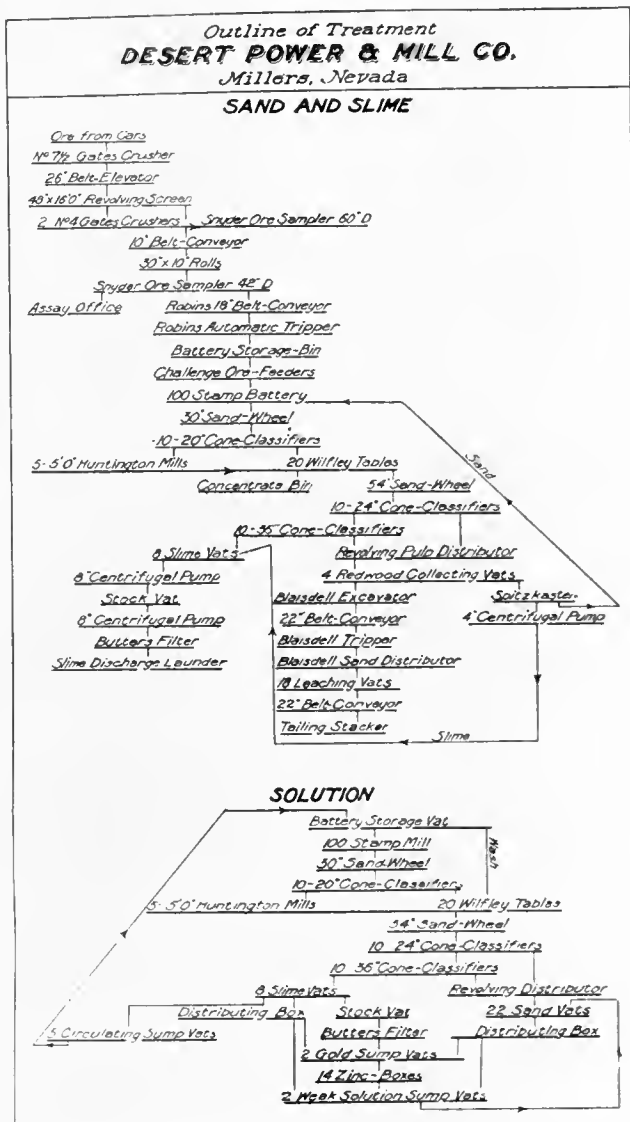 Outline of Treatment
DESERT POWER & MILL CO.
Millers, Nevada
SAND AND SLIME
Ore from Cars
No 7½ Gates Crusher
26" Belt-Elevator
48"x16'0" Revolving Screen
2 No 4 Gates Crushers
Snyder Ore Sampler 60" D
10" Belt-Conveyor
30"x10" Rolls
Snyder Ore Sampler 42" D
Assay Office
Robins 18" Belt-Conveyor
Robins Automatic Tripper
Battery Storage-Bin
Challenge Ore-Feeders
100 Stamp Battery
30" Sand-Wheel
10-20" Cone-Classifiers
5-5'0" Huntington Mills
20 Wilfley Tables
Sand
Concentrate Bin
54" Sand-Wheel
10-24" Cone-Classifiers
10-36" Cone-Classifiers
8 Slime Vats
Revolving Pulp Distributor
8" Centrifugal Pump
4 Redwood Collecting Vats
Stock Vat
Blaisdell Excavator
Spitzkasten
8" Centrifugal Pump
22" Belt-Conveyor
4" Centrifugal Pump
Butters Filter
Blaisdell Tripper
Slime Discharge Launder
Blaisdell Sand Distributor
18 Leaching Vats
22" Belt-Conveyor
Tailing Stacker
Slime
SOLUTION
Battery Storage Vat
100 Stamp Mill
Wash
30" Sand-Wheel
10-20" Cone-Classifiers
5-5'0" Huntington Mills
20 Wilfley Tables
54" Sand-Wheel
10 24" Cone-Classifiers
10 36" Cone-Classifiers
8 Slime Vats
Revolving Distributor
Distributing Box
Stock Vat
22 Sand Vats
5 Circulating Sump Vats
Butters Filter
Distributing Box
2 Gold Sump Vats
14 Zinc-Boxes
2 Weak Solution Sump Vats